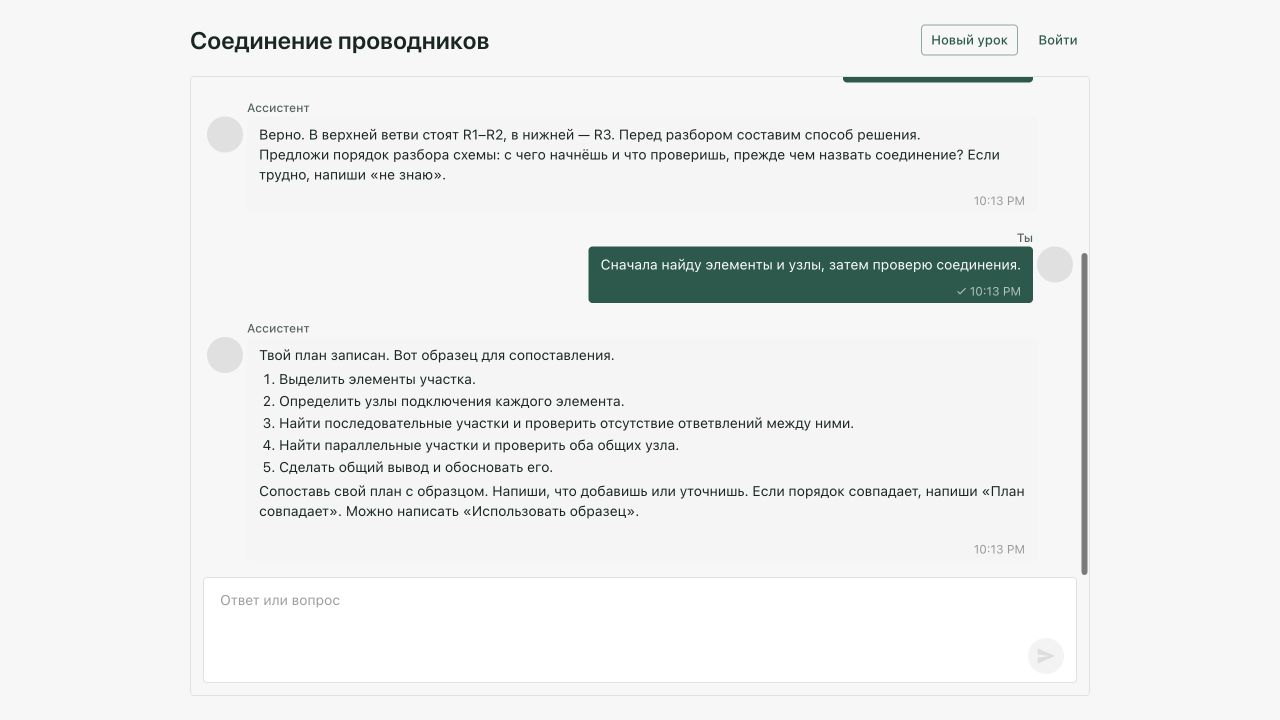 Соединение проводников
Новый урок
Войти
Ассистент
Верно. В верхней ветви стоят R1–R2, в нижней — R3. Перед разбором составим способ решения.
Предложи порядок разбора схемы: с чего начнёшь и что проверишь, прежде чем назвать соединение? Если
трудно, напиши «не знаю».
10:13 PM
Ты
Сначала найду элементы и узлы, затем проверю соединения.
✓ 10:13 PM
Ассистент
Твой план записан. Вот образец для сопоставления.
1. Выделить элементы участка.
2. Определить узлы подключения каждого элемента.
3. Найти последовательные участки и проверить отсутствие ответвлений между ними.
4. Найти параллельные участки и проверить оба общих узла.
5. Сделать общий вывод и обосновать его.
Сопоставь свой план с образцом. Напиши, что добавишь или уточнишь. Если порядок совпадает, напиши «План
совпадает». Можно написать «Использовать образец».
10:13 PM
Ответ или вопрос